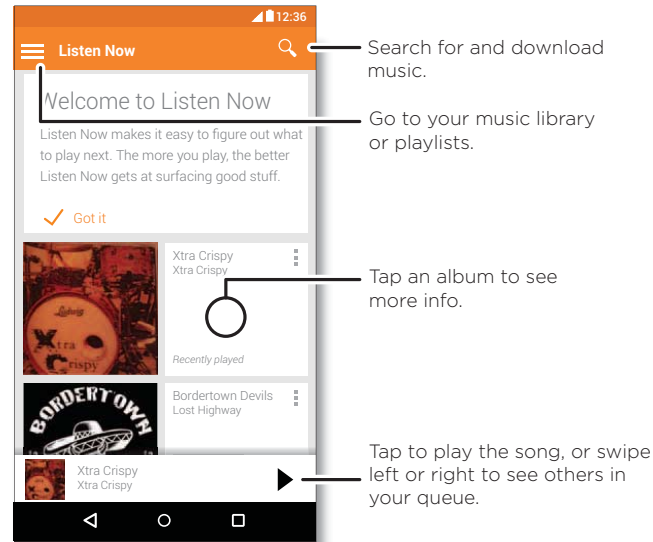 12:36
Listen Now
Search for and download
music.
Welcome to Listen Now
Go to your music library
or playlists.
Listen Now makes it easy to figure out what
to play next. The more you play, the better
Listen Now gets at surfacing good stuff.
Got it
Xtra Crispy
Xtra Crispy
Tap an album to see
more info.
Ludwig
Xtra
Crispy
Recently played
BORDERTOWN
Bordertown Devils
Lost Highway
Tap to play the song, or swipe
left or right to see others in
your queue.
Xtra Crispy
Xtra Crispy